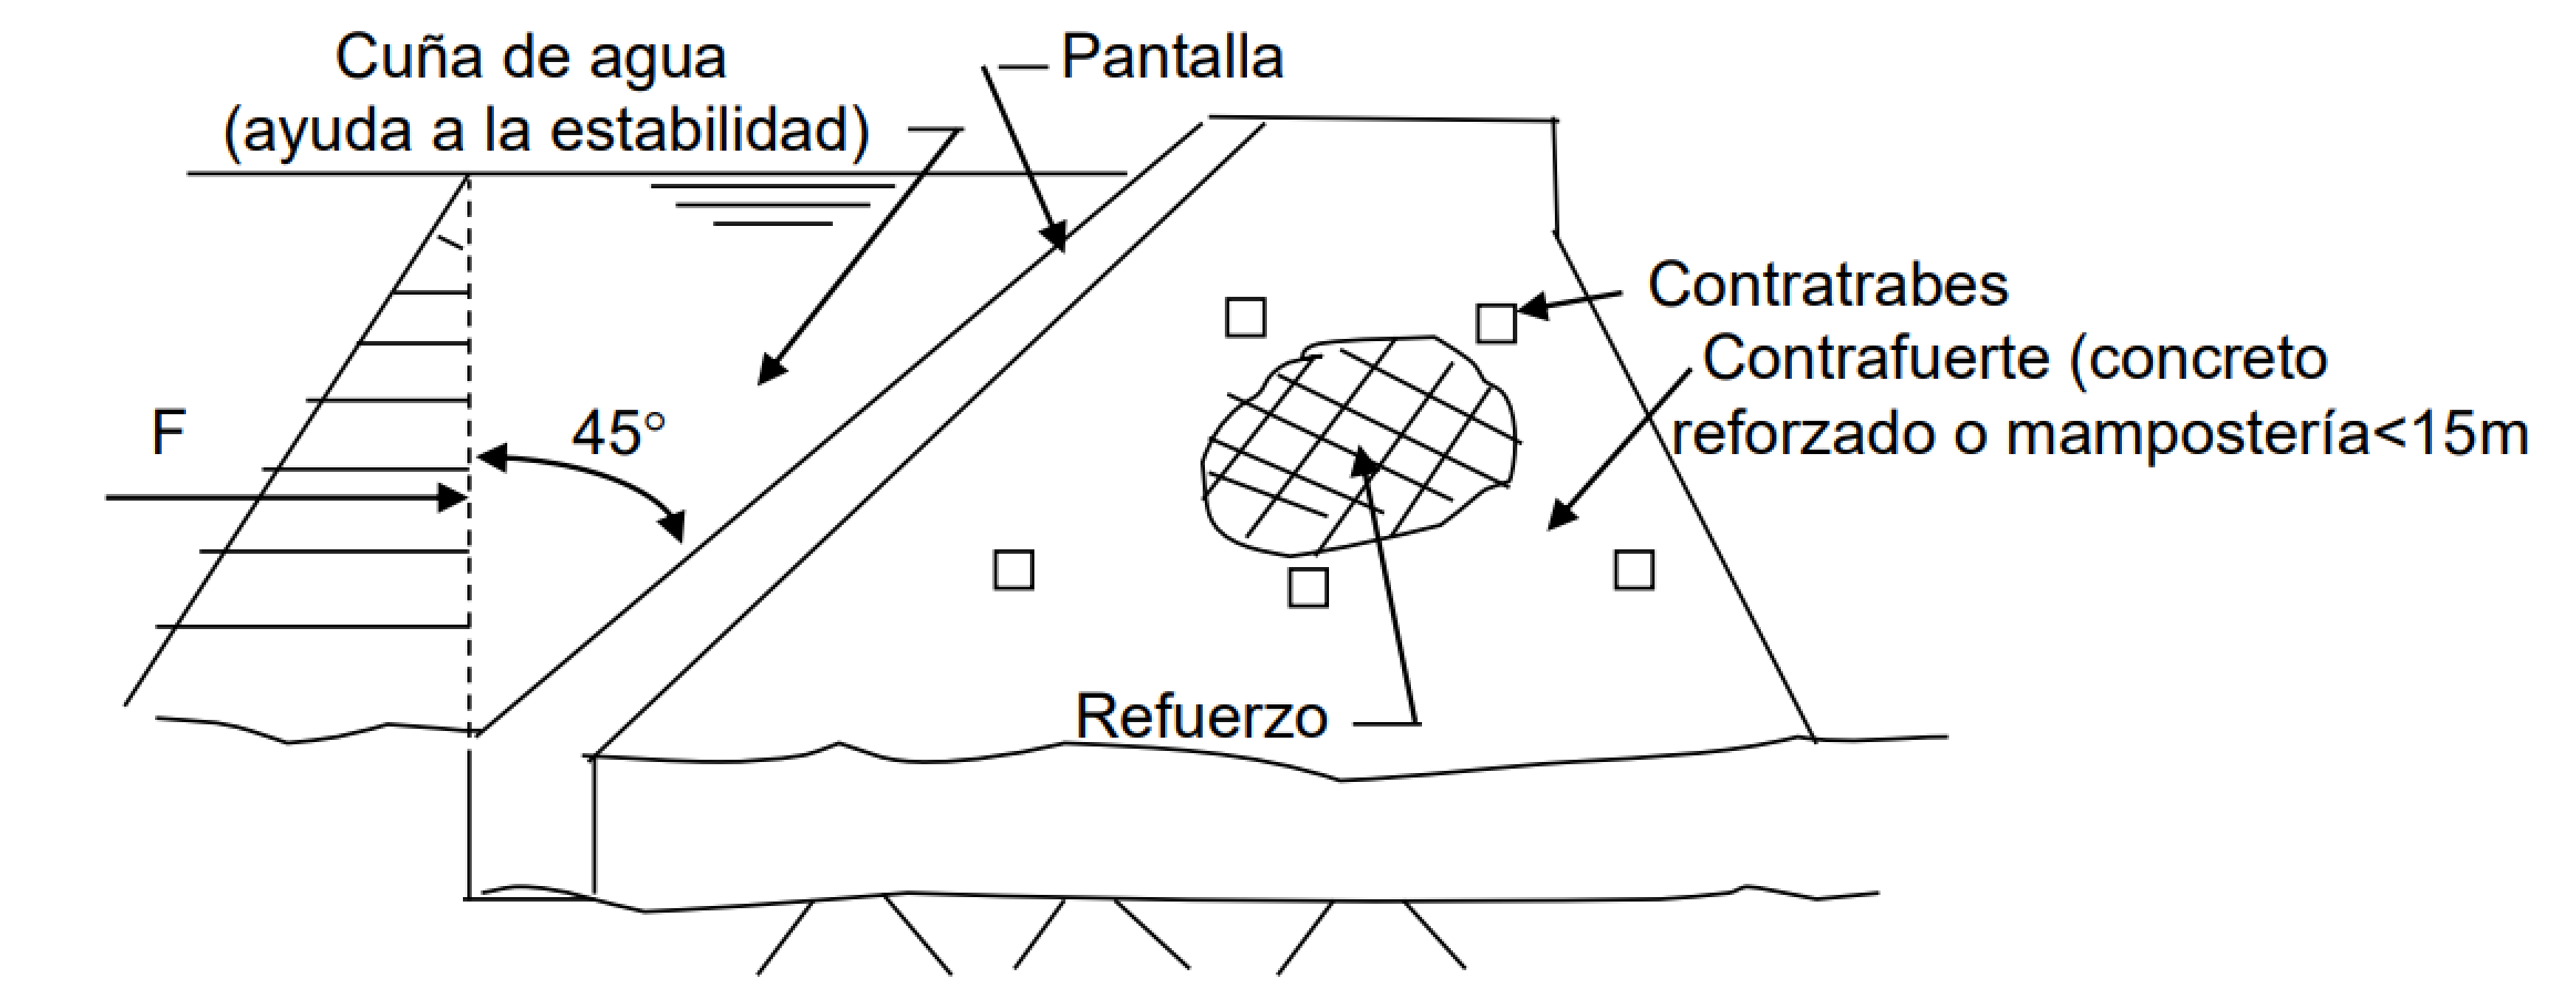 Cuña de agua
(ayuda a la estabilidad)
Pantalla
Contratrabes
Contrafuerte (concreto
reforzado o mampostería<15m
F
45°
Refuerzo